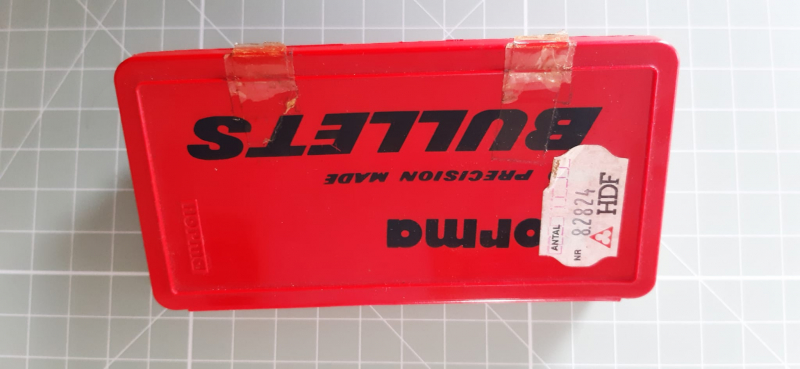 orma
PRECISION MADE
BULLETS
ANTAL
NR 82824
HDF